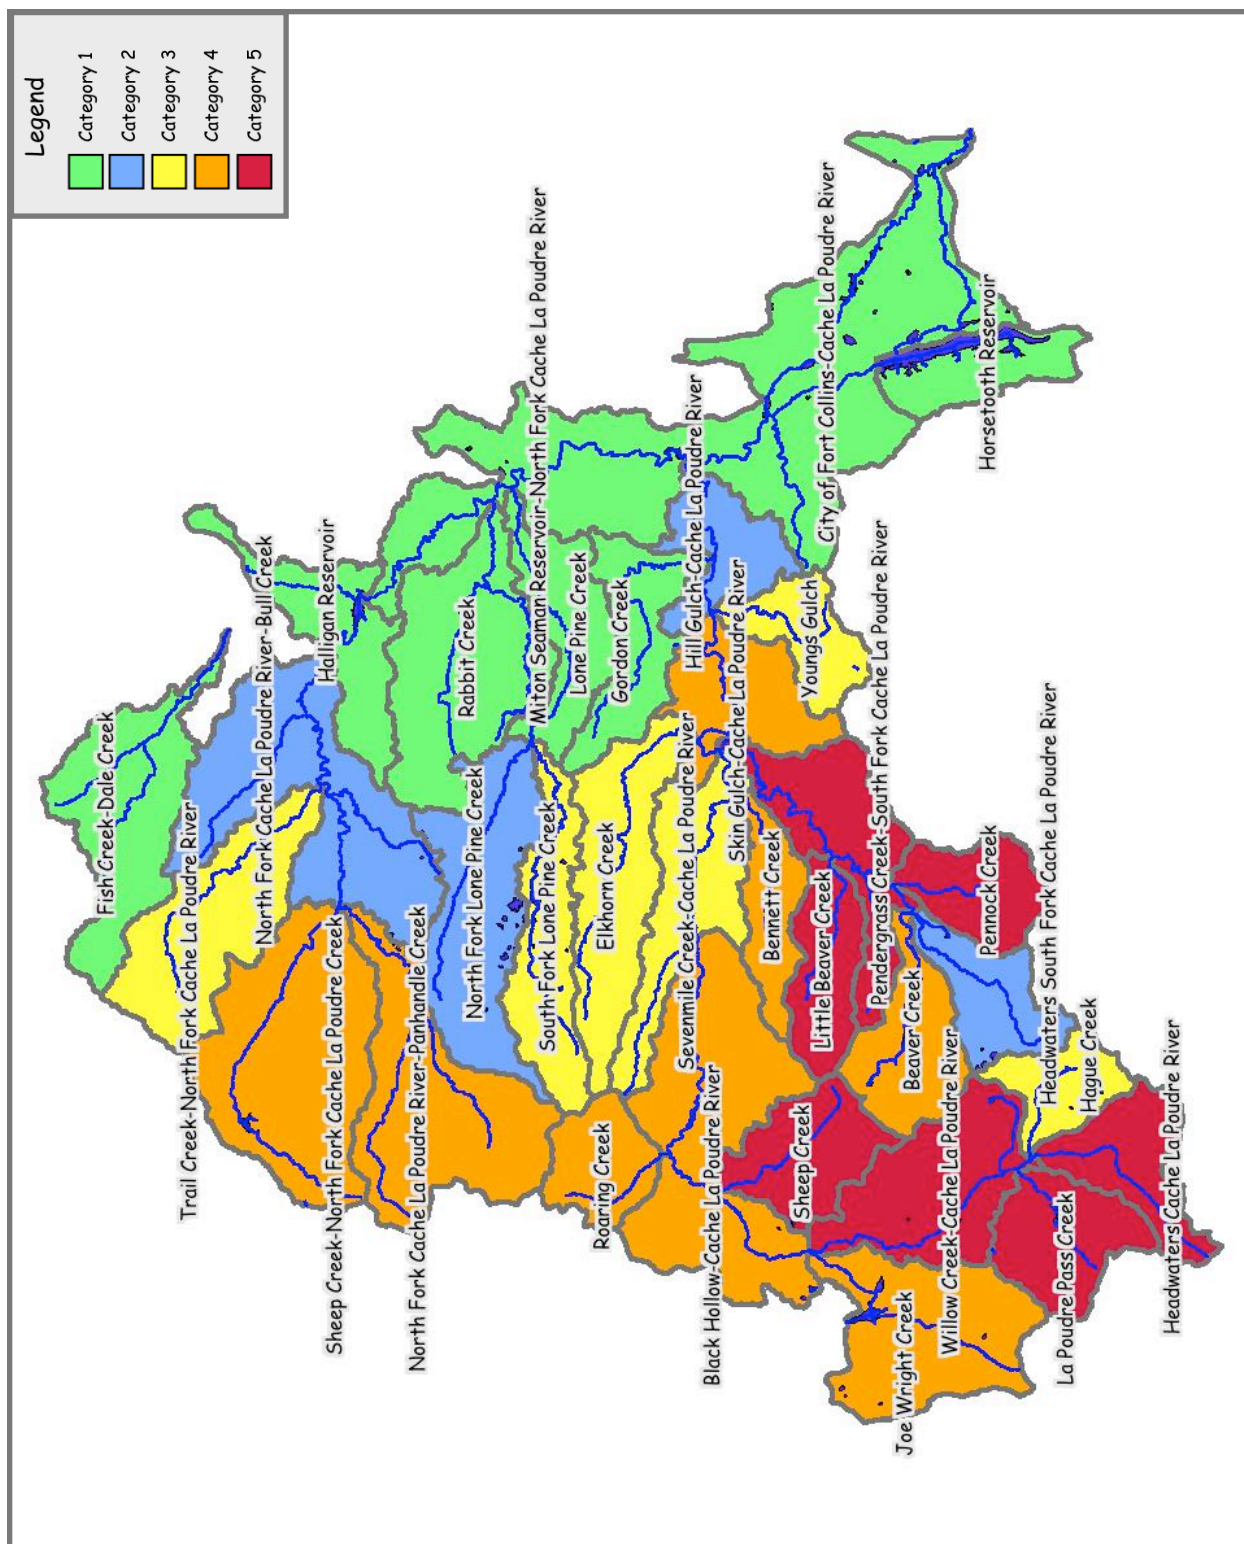 Legend
Category 1
Category 2
Category 3
Category 4
Category 5
Fish Creek-Dale Creek
Trail Creek-North Fork Cache La Poudre River
North Fork Cache La Poudre River-Bull Creek
Halligan Reservoir
Sheep Creek-North Fork Cache La Poudre Creek
North Fork Cache La Poudre River-Panhandle Creek
Rabbit Creek
North Fork Lone Pine Creek
Miton Seaman Reservoir-North Fork Cache La Poudre River
South Fork Lone Pine Creek
Lone Pine Creek
Elkhorn Creek
Gordon Creek
Roaring Creek
Sevenmile Creek-Cache La Poudre River
Hill Gulch-Cache La Poudre River
Black Hollow-Cache La Poudre River
Skin Gulch-Cache La Poudre River
Bennett Creek
Youngs Gulch
City of Fort Collins-Cache La Poudre River
Sheep Creek
Little Beaver Creek
Pendergrass Creek-South Fork Cache La Poudre River
Joe Wright Creek
Beaver Creek
Willow Creek-Cache La Poudre River
Pennock Creek
Horsetooth Reservoir
Headwaters South Fork Cache La Poudre River
La Poudre Pass Creek
Hague Creek
Headwaters Cache La Poudre River